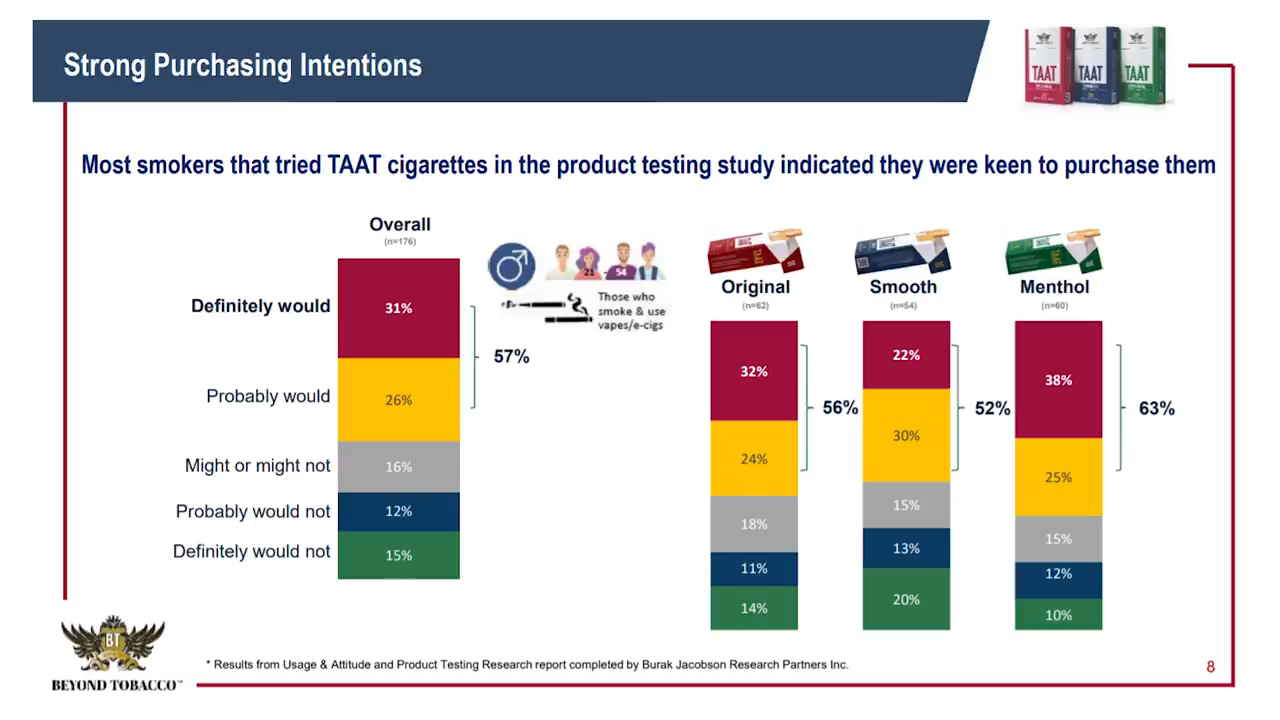 Strong Purchasing Intentions
TAAT
TAAT
TAAT
Most smokers that tried TAAT cigarettes in the product testing study indicated they were keen to purchase them
Overall
(n=176)
Definitely would
31%
Probably would
26%
57%
Might or might not
16%
Probably would not
12%
Definitely would not
15%
21 - 54
Those who
smoke & use
vapes/e-cigs
Original
(n=62)
32%
24%
56%
18%
11%
14%
Smooth
(n=54)
22%
30%
52%
15%
13%
20%
Menthol
(n=60)
38%
25%
63%
15%
12%
10%
BT
BEYOND TOBACCO™
* Results from Usage & Attitude and Product Testing Research report completed by Burak Jacobson Research Partners Inc.
8